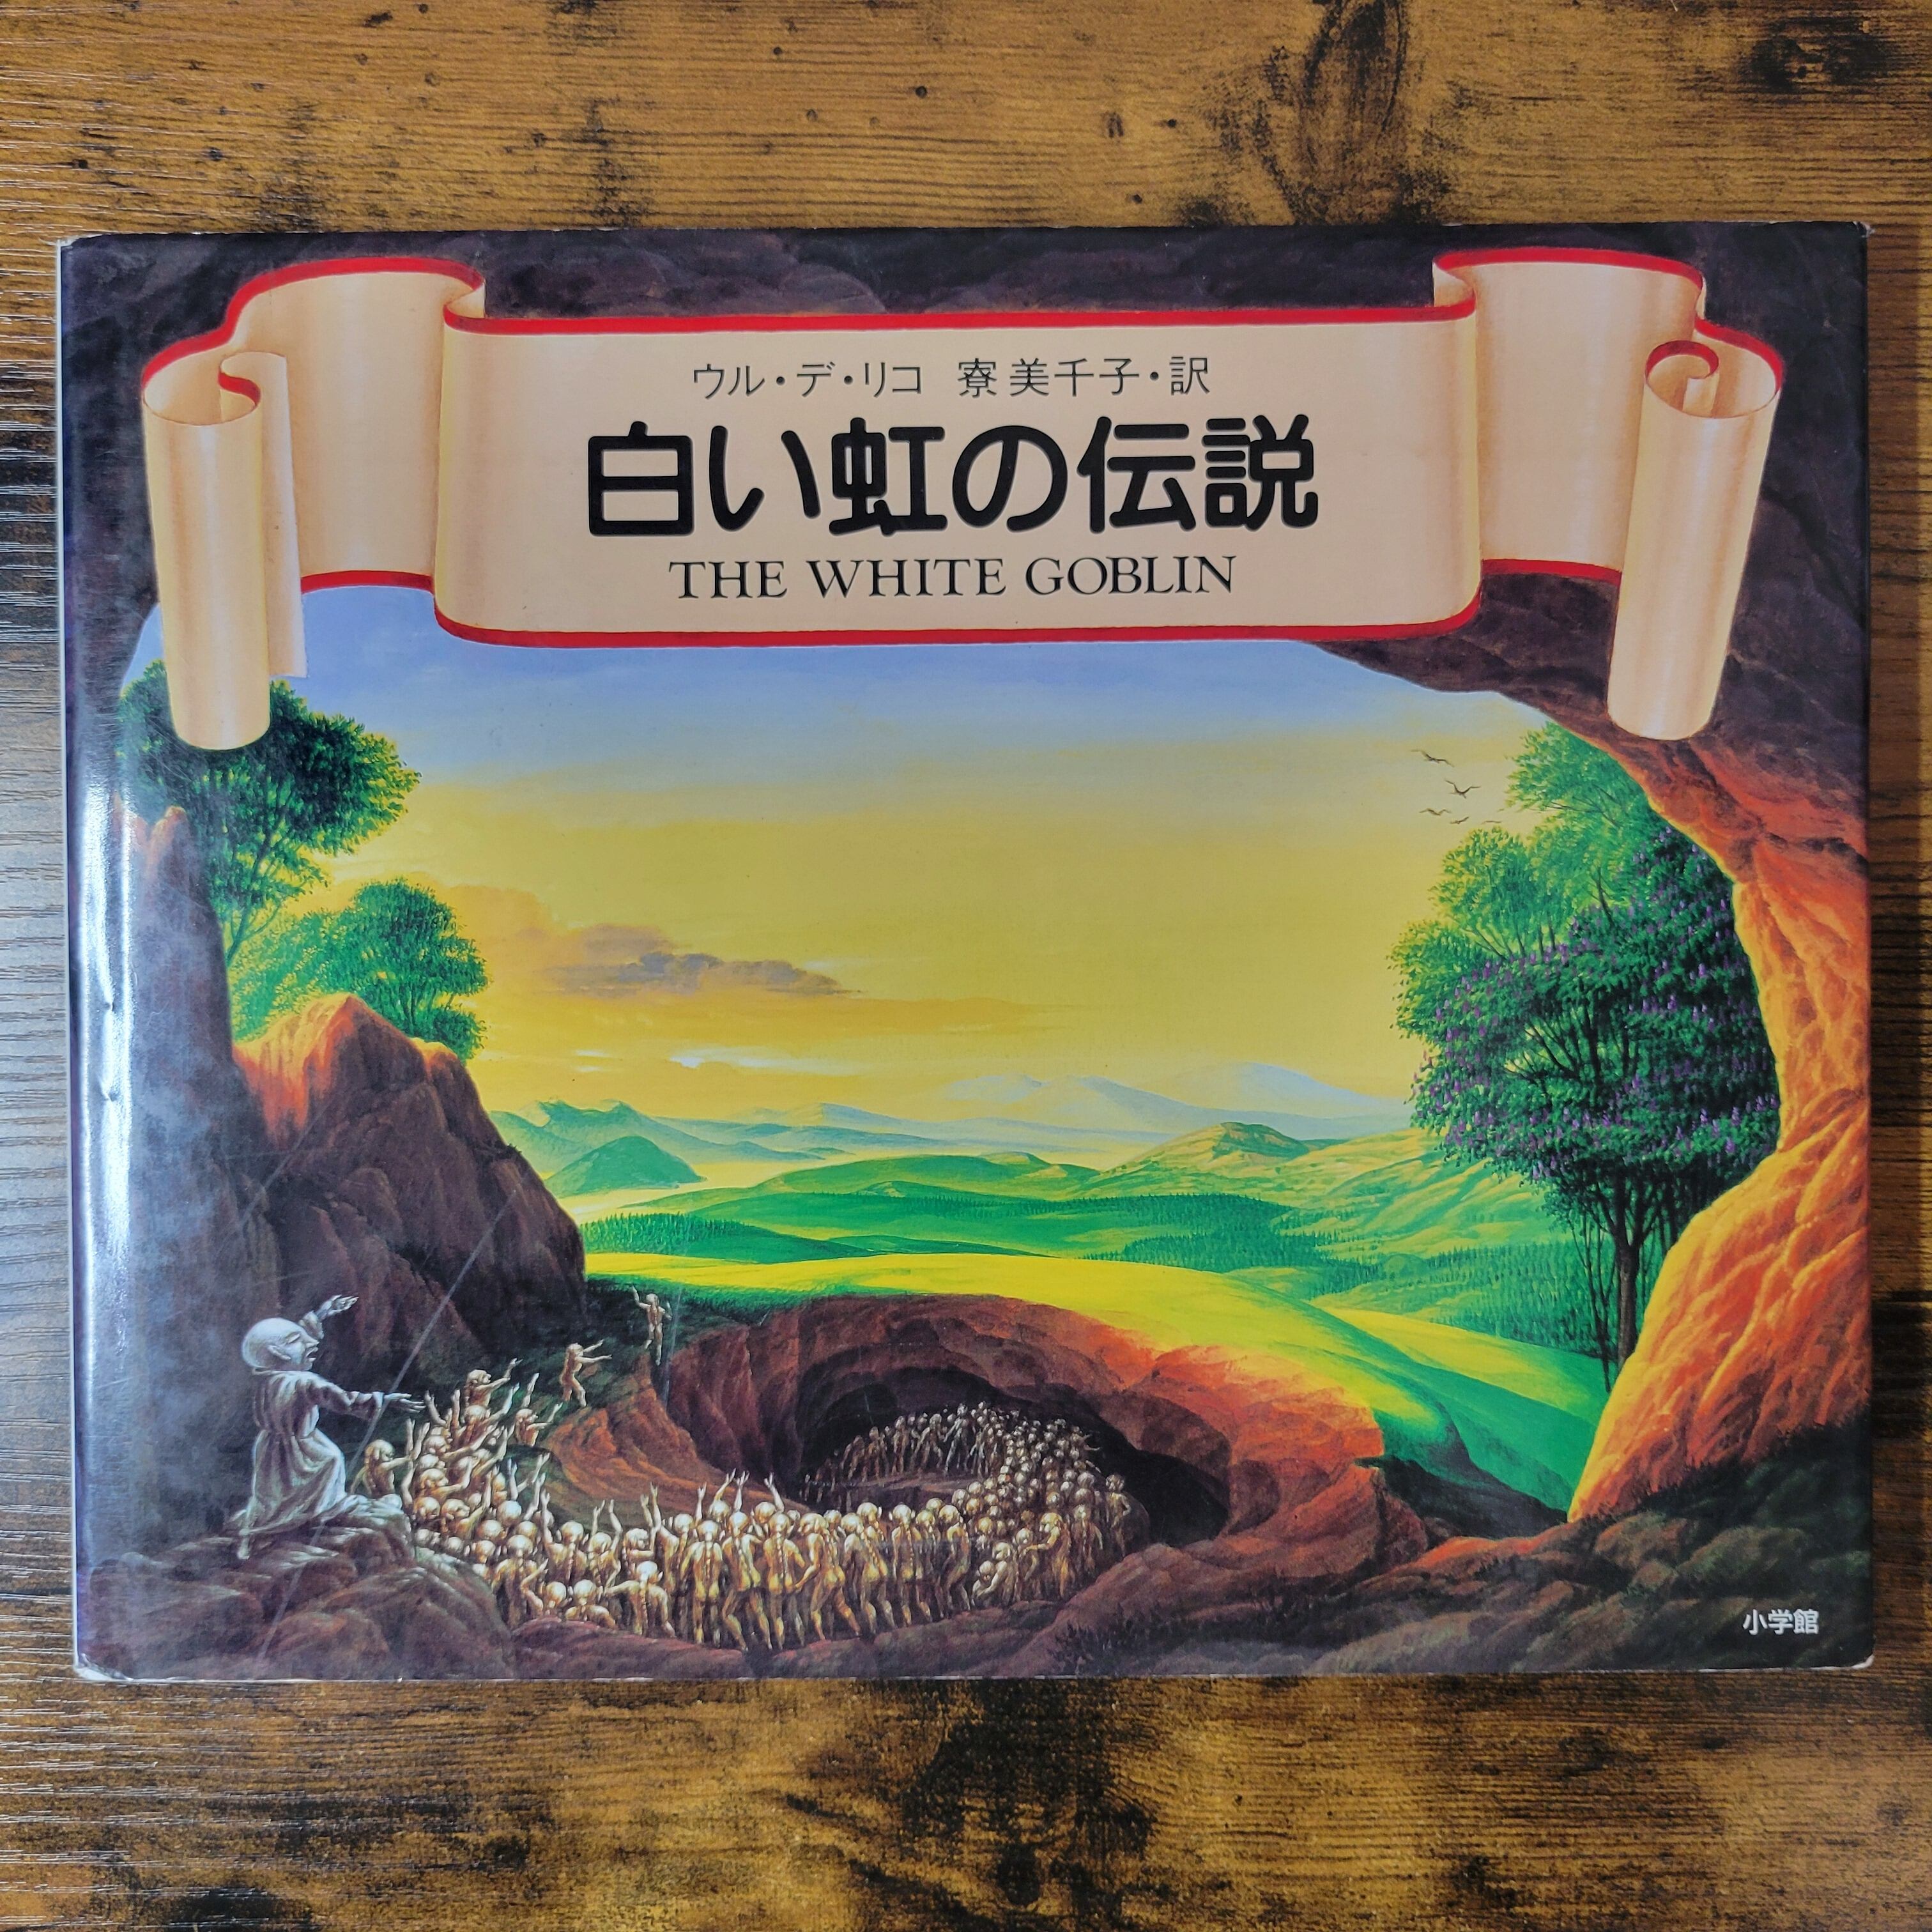 ウル・デ・リコ 寮 美千子・訳
白い虹の伝説
THE WHITE GOBLIN
小学館